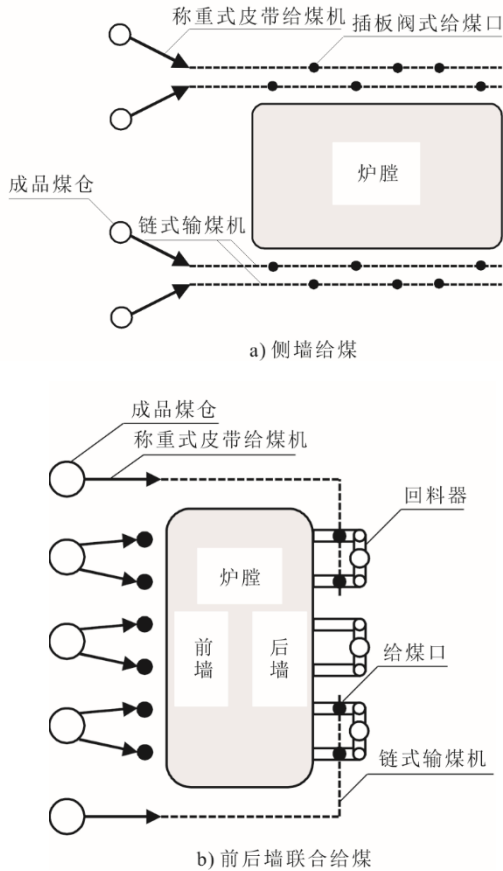 称重式皮带给煤机
插板阀式给煤口
炉膛
成品煤仓
链式输煤机
a) 侧墙给煤
成品煤仓
称重式皮带给煤机
回料器
炉膛
前墙
后墙
给煤口
链式输煤机
b) 前后墙联合给煤